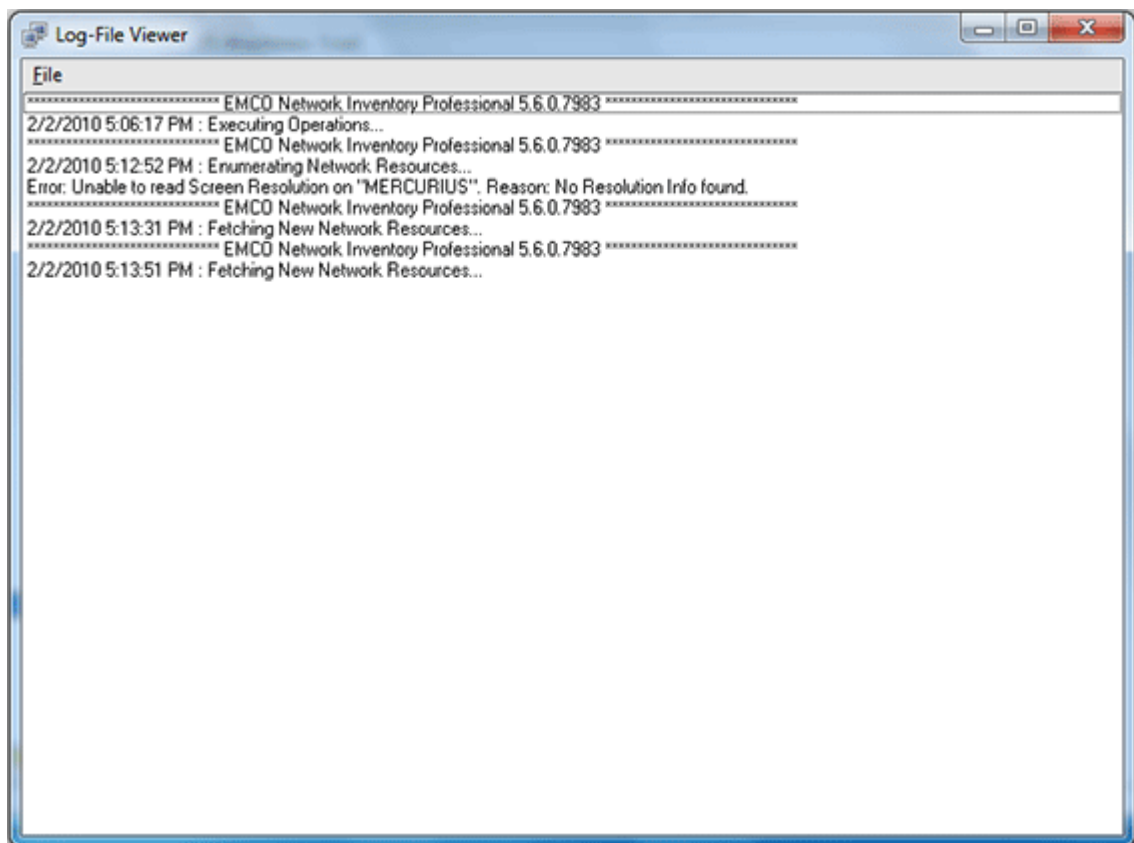 Log-File Viewer
File
****************************** EMCO Network Inventory Professional 5.6.0.7983 ******************************
2/2/2010 5:06:17 PM : Executing Operations...
****************************** EMCO Network Inventory Professional 5.6.0.7983 ******************************
2/2/2010 5:12:52 PM : Enumerating Network Resources...
Error: Unable to read Screen Resolution on "MERCURIUS". Reason: No Resolution Info found.
****************************** EMCO Network Inventory Professional 5.6.0.7983 ******************************
2/2/2010 5:13:31 PM : Fetching New Network Resources...
****************************** EMCO Network Inventory Professional 5.6.0.7983 ******************************
2/2/2010 5:13:51 PM : Fetching New Network Resources...